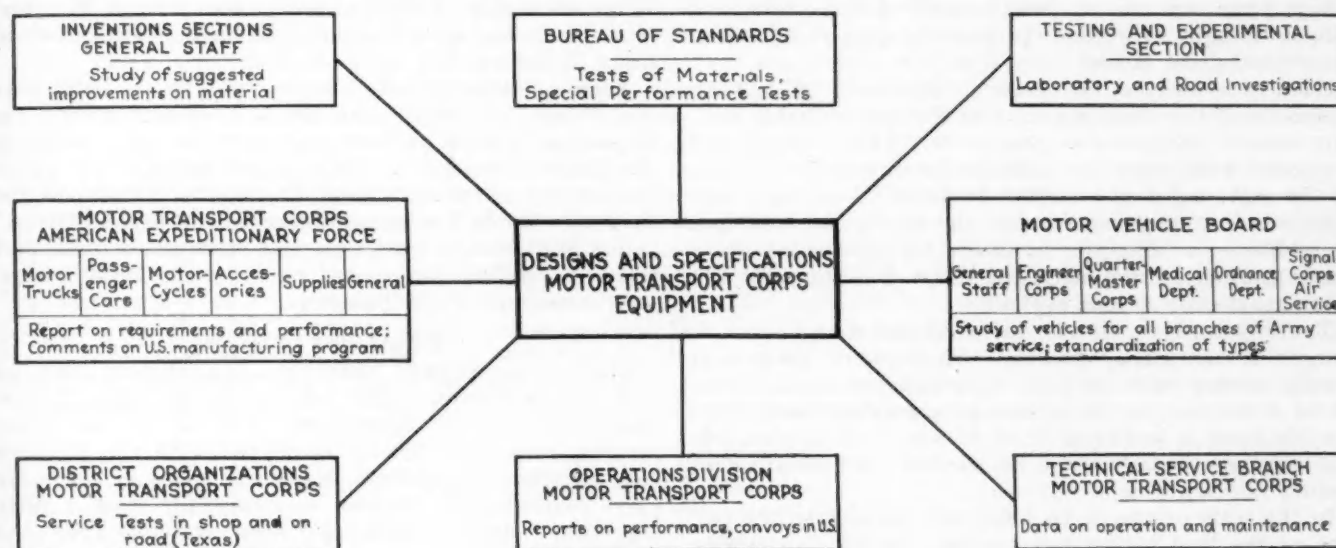 INVENTIONS SECTIONS
GENERAL STAFF
Study of suggested
improvements on material
BUREAU OF STANDARDS
Tests of Materials.
Special Performance Tests
TESTING AND EXPERIMENTAL
SECTION
Laboratory and Road Investigations
MOTOR TRANSPORT CORPS
AMERICAN EXPEDITIONARY FORCE
Motor
Trucks
Pass-
enger
Cars
Motor-
Cycles
Acces-
ories
Supplies
General
Report on requirements and performance;
Comments on U.S. manufacturing program
DESIGNS AND SPECIFICATIONS
MOTOR TRANSPORT CORPS
EQUIPMENT
MOTOR VEHICLE BOARD
General
Staff
Engineer
Corps
Quarter-
Master
Corps
Medical
Dept.
Ordnance
Dept.
Signal
Corps
Air
Service
Study of vehicles for all branches of Army
service; standardization of types
DISTRICT ORGANIZATIONS
MOTOR TRANSPORT CORPS
Service Tests in shop and on
road (Texas)
OPERATIONS DIVISION
MOTOR TRANSPORT CORPS
Reports on performance, convoys in U.S.
TECHNICAL SERVICE BRANCH
MOTOR TRANSPORT CORPS
Data on operation and maintenance